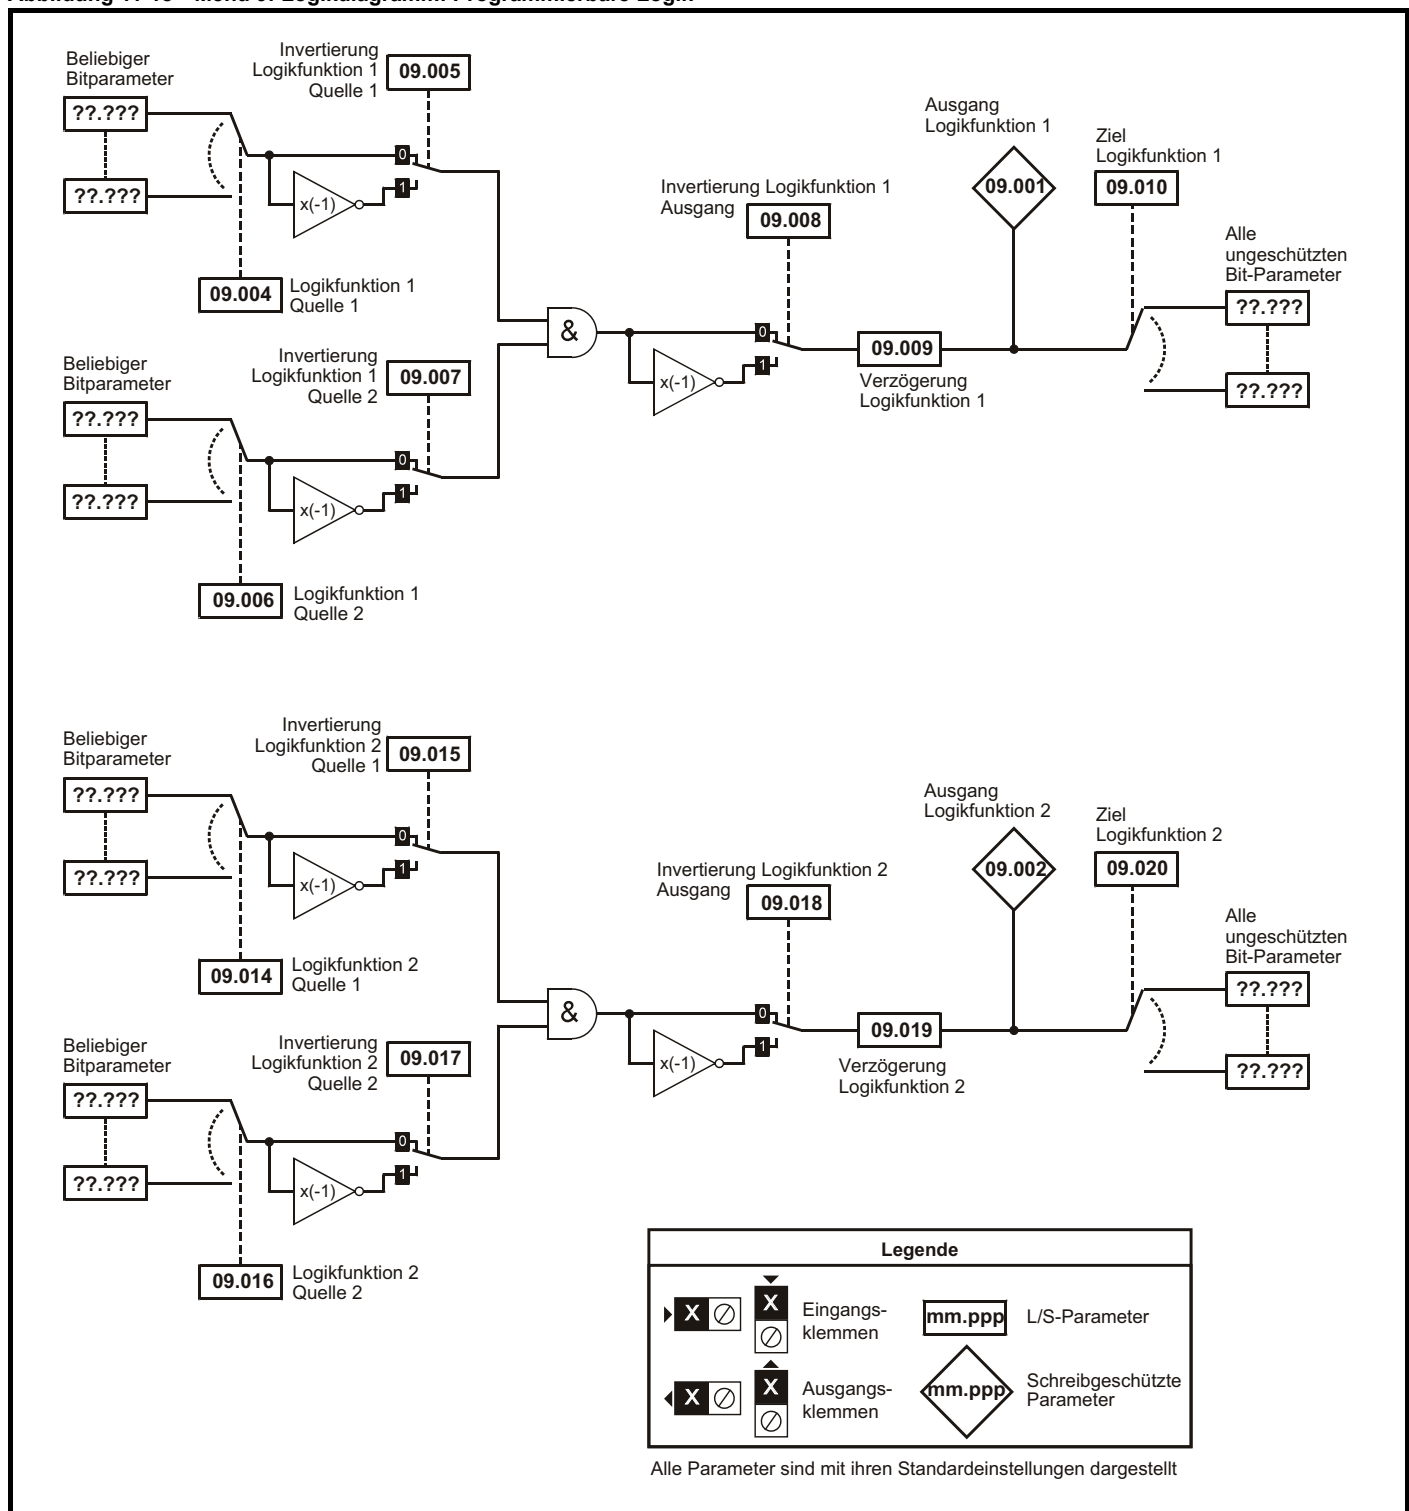 Menü 9: Logikdiagramm: Programmierbare Logik
Beliebiger
Bitparameter
??.???
??.???
Invertierung
Logikfunktion 1
Quelle 1
09.005
0
1
x(-1)
09.004
Logikfunktion 1
Quelle 1
Beliebiger
Bitparameter
??.???
??.???
Invertierung
Logikfunktion 1
Quelle 2
09.007
0
1
x(-1)
09.006
Logikfunktion 1
Quelle 2
&
x(-1)
Invertierung Logikfunktion 1
Ausgang
09.008
0
1
09.009
Verzögerung
Logikfunktion 1
Ausgang
Logikfunktion 1
09.001
Ziel
Logikfunktion 1
09.010
Alle
ungeschützten
Bit-Parameter
??.???
??.???
Beliebiger
Bitparameter
??.???
??.???
Invertierung
Logikfunktion 2
Quelle 1
09.015
0
1
x(-1)
09.014
Logikfunktion 2
Quelle 1
Beliebiger
Bitparameter
??.???
??.???
Invertierung
Logikfunktion 2
Quelle 2
09.017
0
1
x(-1)
09.016
Logikfunktion 2
Quelle 2
&
x(-1)
Invertierung Logikfunktion 2
Ausgang
09.018
0
1
09.019
Verzögerung
Logikfunktion 2
Ausgang
Logikfunktion 2
09.002
Ziel
Logikfunktion 2
09.020
Alle
ungeschützten
Bit-Parameter
??.???
??.???
Legende
X
X
Eingangs-
klemmen
mm.ppp
L/S-Parameter
X
X
Ausgangs-
klemmen
mm.ppp
Schreibgeschützte
Parameter
Alle Parameter sind mit ihren Standardeinstellungen dargestellt